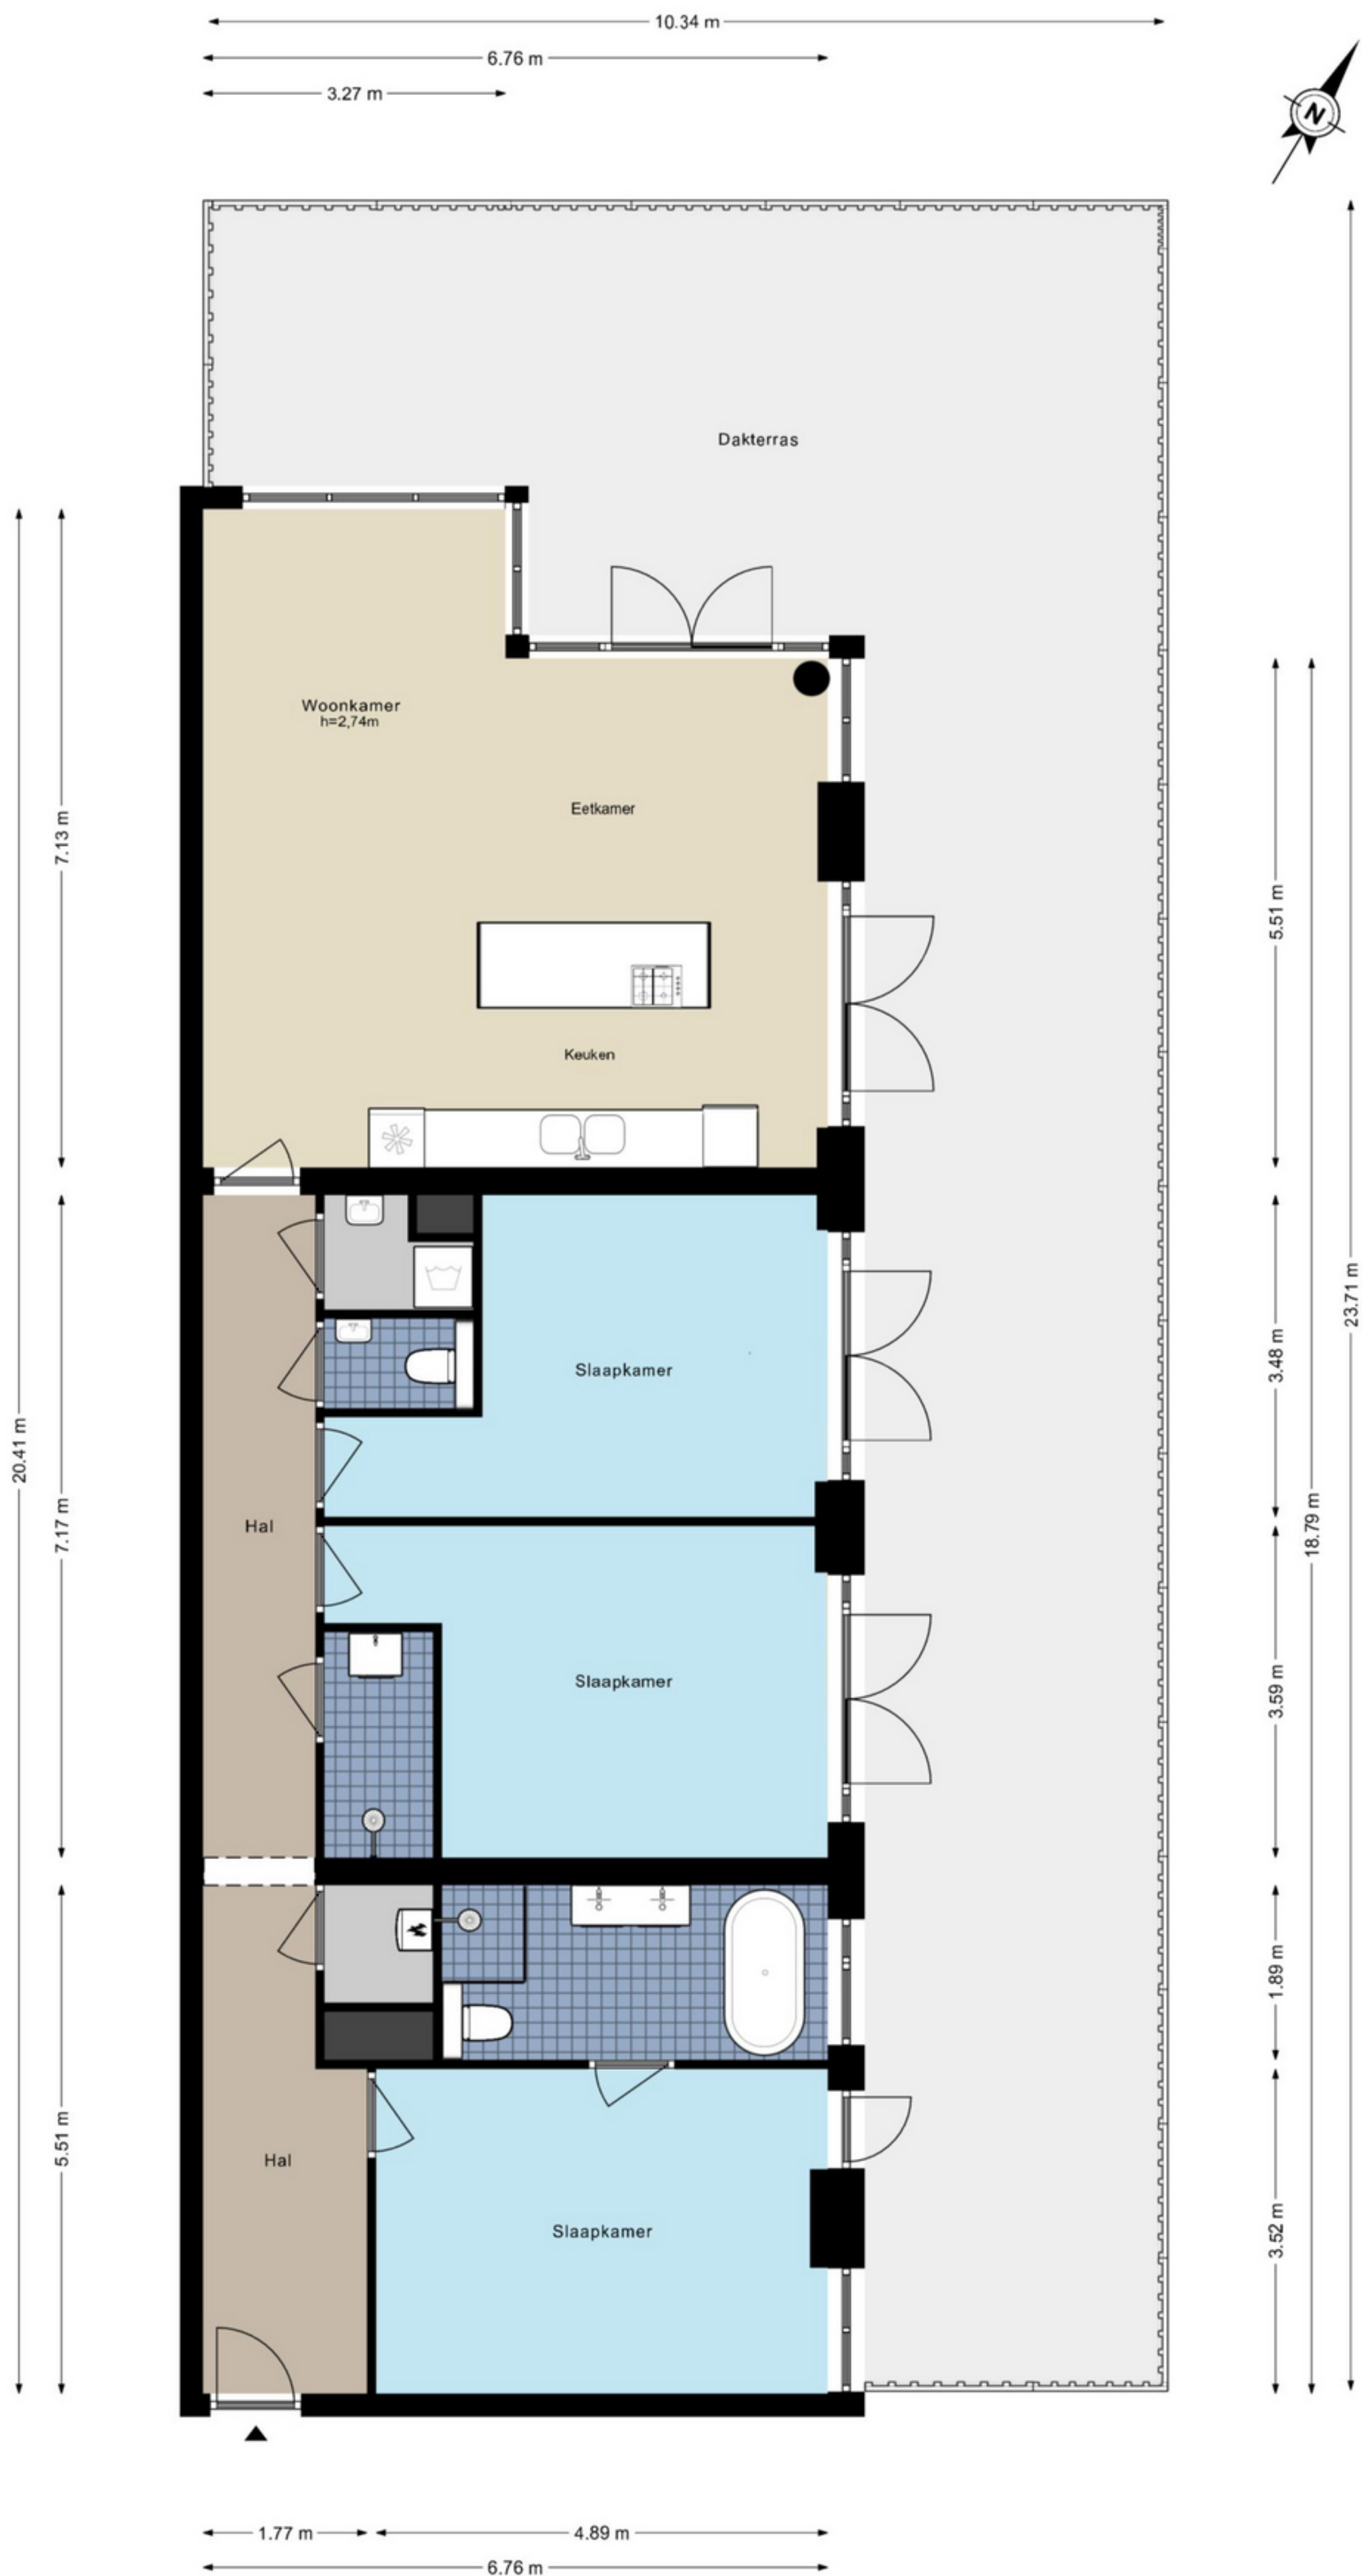 10.34 m
6.76 m
3.27 m
N
Dakterras
Woonkamer
h=2,74m
Eetkamer
7.13 m
5.51 m
Keuken
23.71 m
3.48 m
Slaapkamer
20.41 m
7.17 m
Hal
18.79 m
Slaapkamer
3.59 m
1.89 m
5.51 m
Hal
Slaapkamer
3.52 m
1.77 m
4.89 m
6.76 m